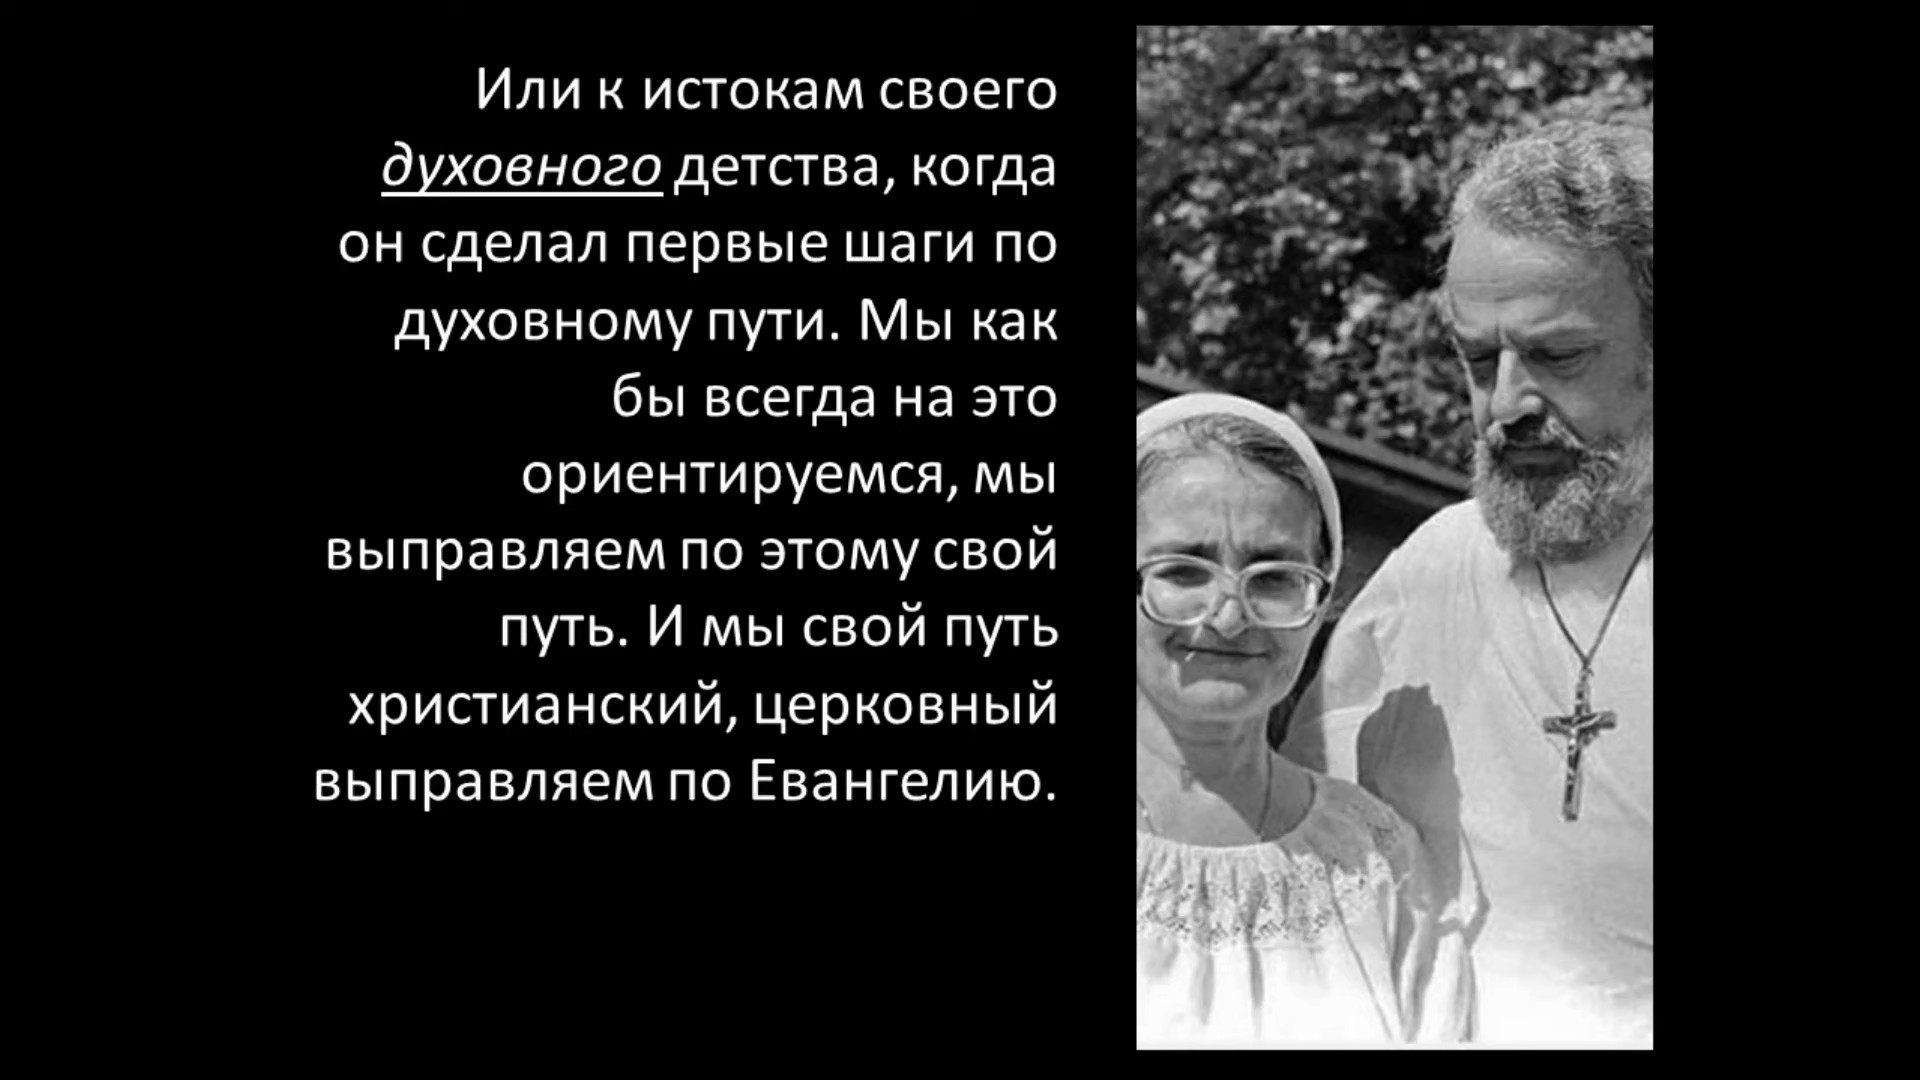 Или к истокам своего
духовного детства, когда
он сделал первые шаги по
духовному пути. Мы как
бы всегда на это
ориентируемся, мы
выправляем по этому свой
путь. И мы свой путь
христианский, церковный
выправляем по Евангелию.